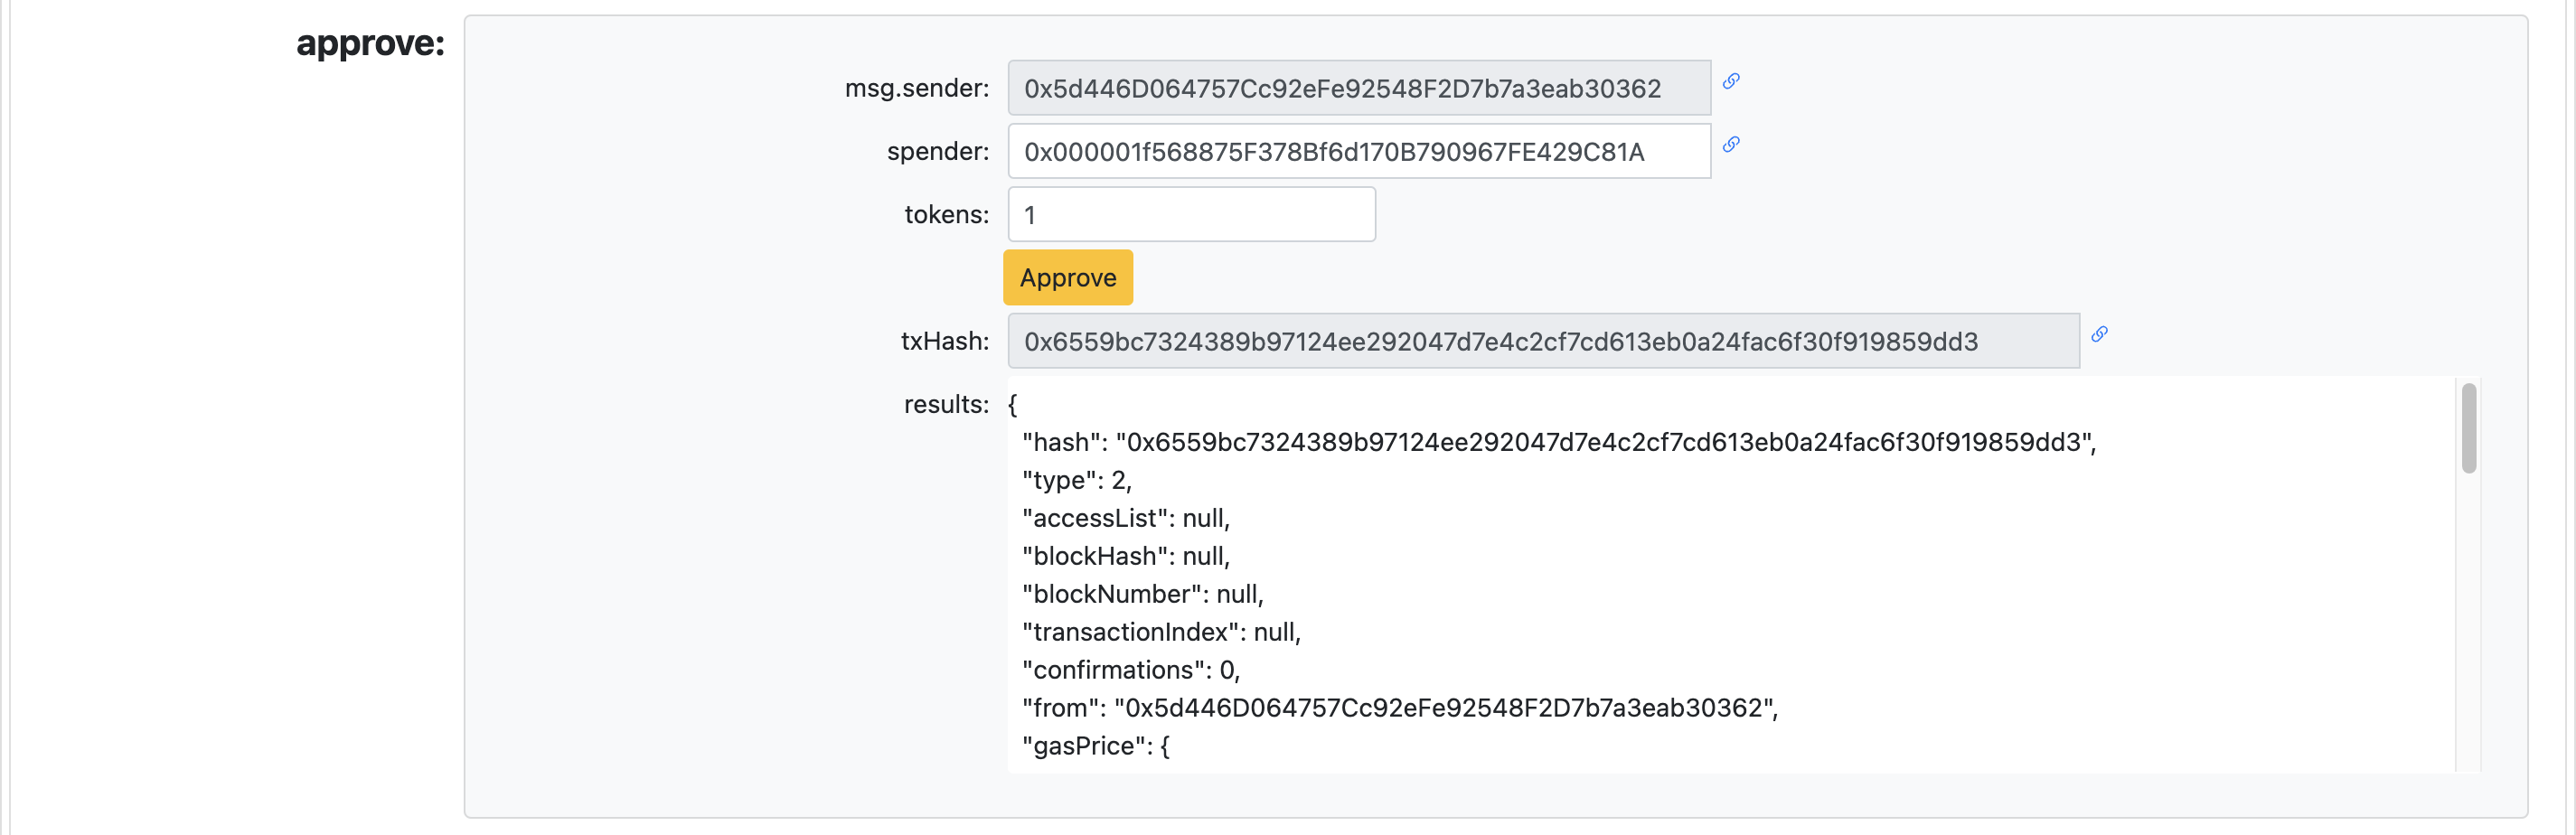 approve:
msg.sender: 0x5d446D064757Cc92eFe92548F2D7b7a3eab30362
spender: 0x000001f568875F378Bf6d170B790967FE429C81A
tokens: 1
Approve
txHash: 0x6559bc7324389b97124ee292047d7e4c2cf7cd613eb0a24fac6f30f919859dd3
results: {
"hash": "0x6559bc7324389b97124ee292047d7e4c2cf7cd613eb0a24fac6f30f919859dd3",
"type": 2,
"accessList": null,
"blockHash": null,
"blockNumber": null,
"transactionIndex": null,
"confirmations": 0,
"from": "0x5d446D064757Cc92eFe92548F2D7b7a3eab30362",
"gasPrice": {